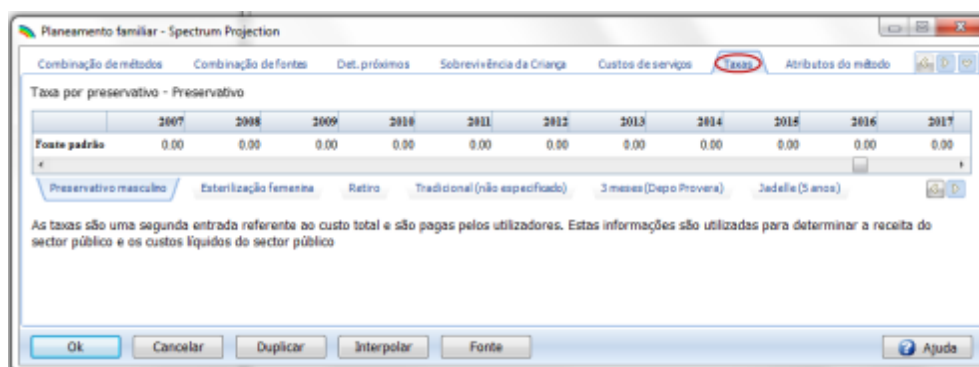 Planeamento familiar - Spectrum Projection
Combinação de métodos Combinação de fontes Det. próximos Sobrevivência da Criança Custos de serviços Taxas Atributos do método
Taxa por preservativo - Preservativo
2007 2008 2009 2010 2011 2012 2013 2014 2015 2016 2017
Fonte padrão 0.00 0.00 0.00 0.00 0.00 0.00 0.00 0.00 0.00 0.00 0.00
Preservativo masculino Esterilização femenina Retiro Tradicional (não especificado) 3 meses (Depo Provera) Jadelle (5 anos)
As taxas são uma segunda entrada referente ao custo total e são pagas pelos utilizadores. Estas informações são utilizadas para determinar a receita do
sector público e os custos líquidos do sector público
Ok Cancelar Duplicar Interpolar Fonte Ajuda